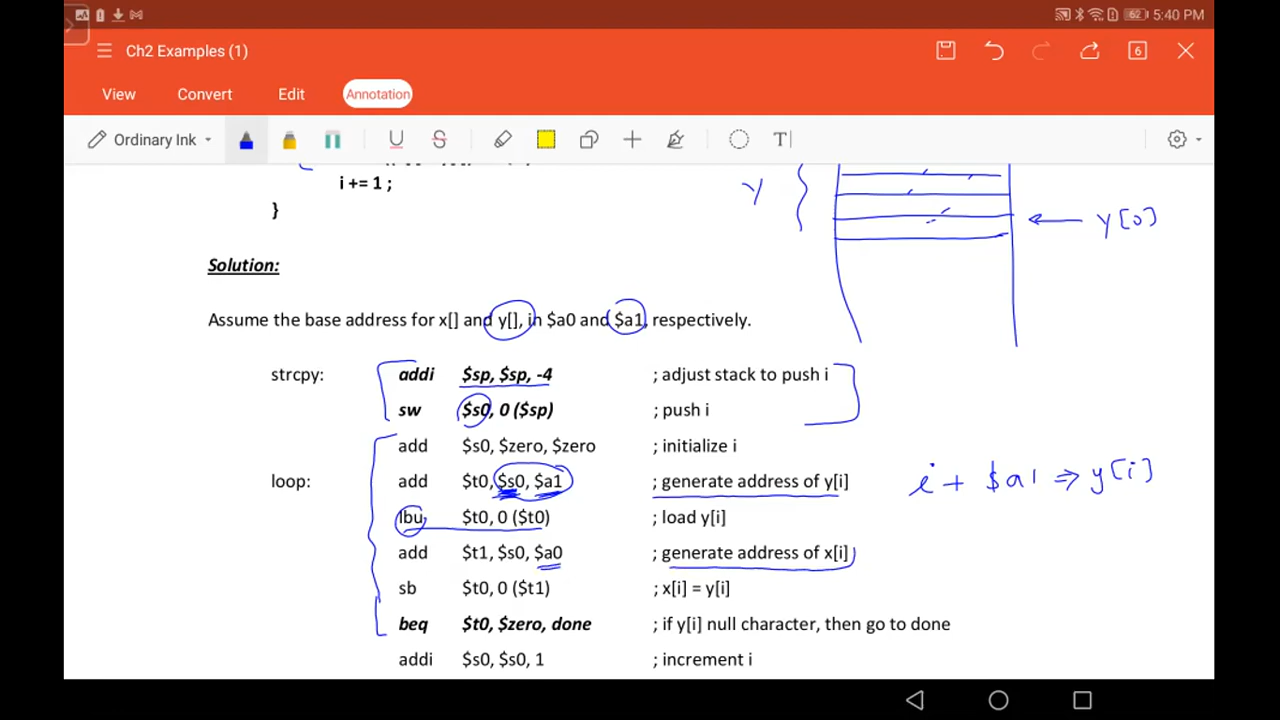 62 5:40 PM
Ch2 Examples (1)
6
View Convert Edit Annotation
Ordinary Ink
T
i += 1 ;
}
y
y[0]
Solution:
Assume the base address for x[] and y[], in $a0 and $a1, respectively.
strcpy: addi $sp, $sp, -4 ; adjust stack to push i
sw $s0, 0 ($sp) ; push i
add $s0, $zero, $zero ; initialize i
loop: add $t0, $s0, $a1 ; generate address of y[i]
i + $a1 ⇒ y[i]
lbu $t0, 0 ($t0) ; load y[i]
add $t1, $s0, $a0 ; generate address of x[i]
sb $t0, 0 ($t1) ; x[i] = y[i]
beq $t0, $zero, done ; if y[i] null character, then go to done
addi $s0, $s0, 1 ; increment i